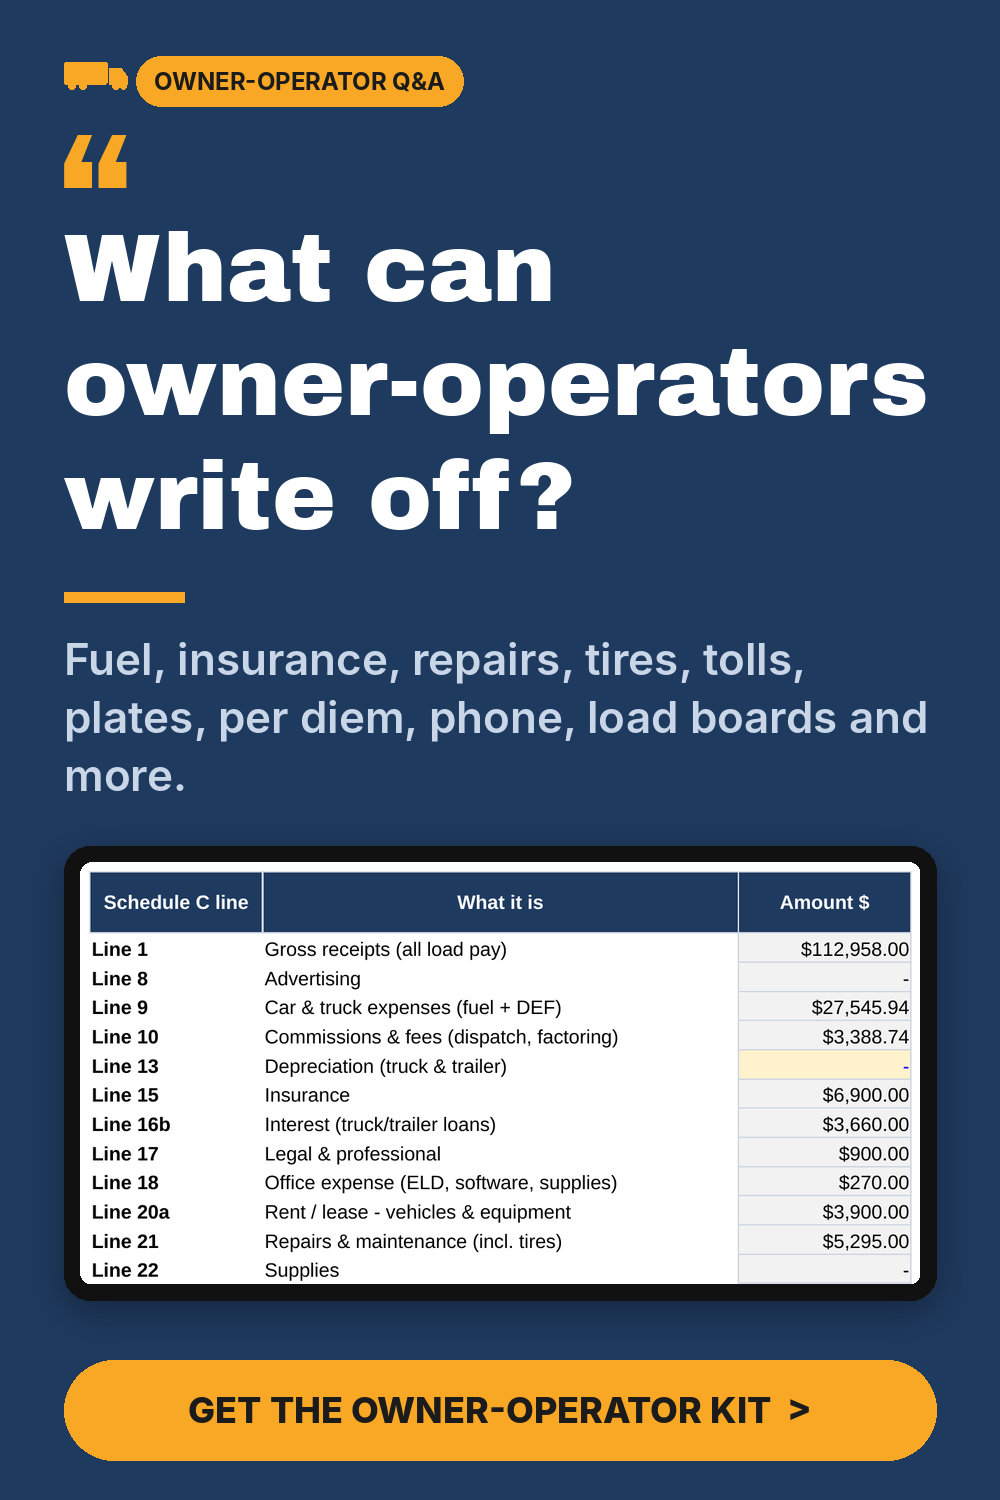 OWNER-OPERATOR Q&A
“
What can
owner-operators
write off?
Fuel, insurance, repairs, tires, tolls,
plates, per diem, phone, load boards and
more.
Schedule C line What it is Amount $
Line 1 Gross receipts (all load pay) $112,958.00
Line 8 Advertising -
Line 9 Car & truck expenses (fuel + DEF) $27,545.94
Line 10 Commissions & fees (dispatch, factoring) $3,388.74
Line 13 Depreciation (truck & trailer) -
Line 15 Insurance $6,900.00
Line 16b Interest (truck/trailer loans) $3,660.00
Line 17 Legal & professional $900.00
Line 18 Office expense (ELD, software, supplies) $270.00
Line 20a Rent / lease - vehicles & equipment $3,900.00
Line 21 Repairs & maintenance (incl. tires) $5,295.00
Line 22 Supplies -
GET THE OWNER-OPERATOR KIT >